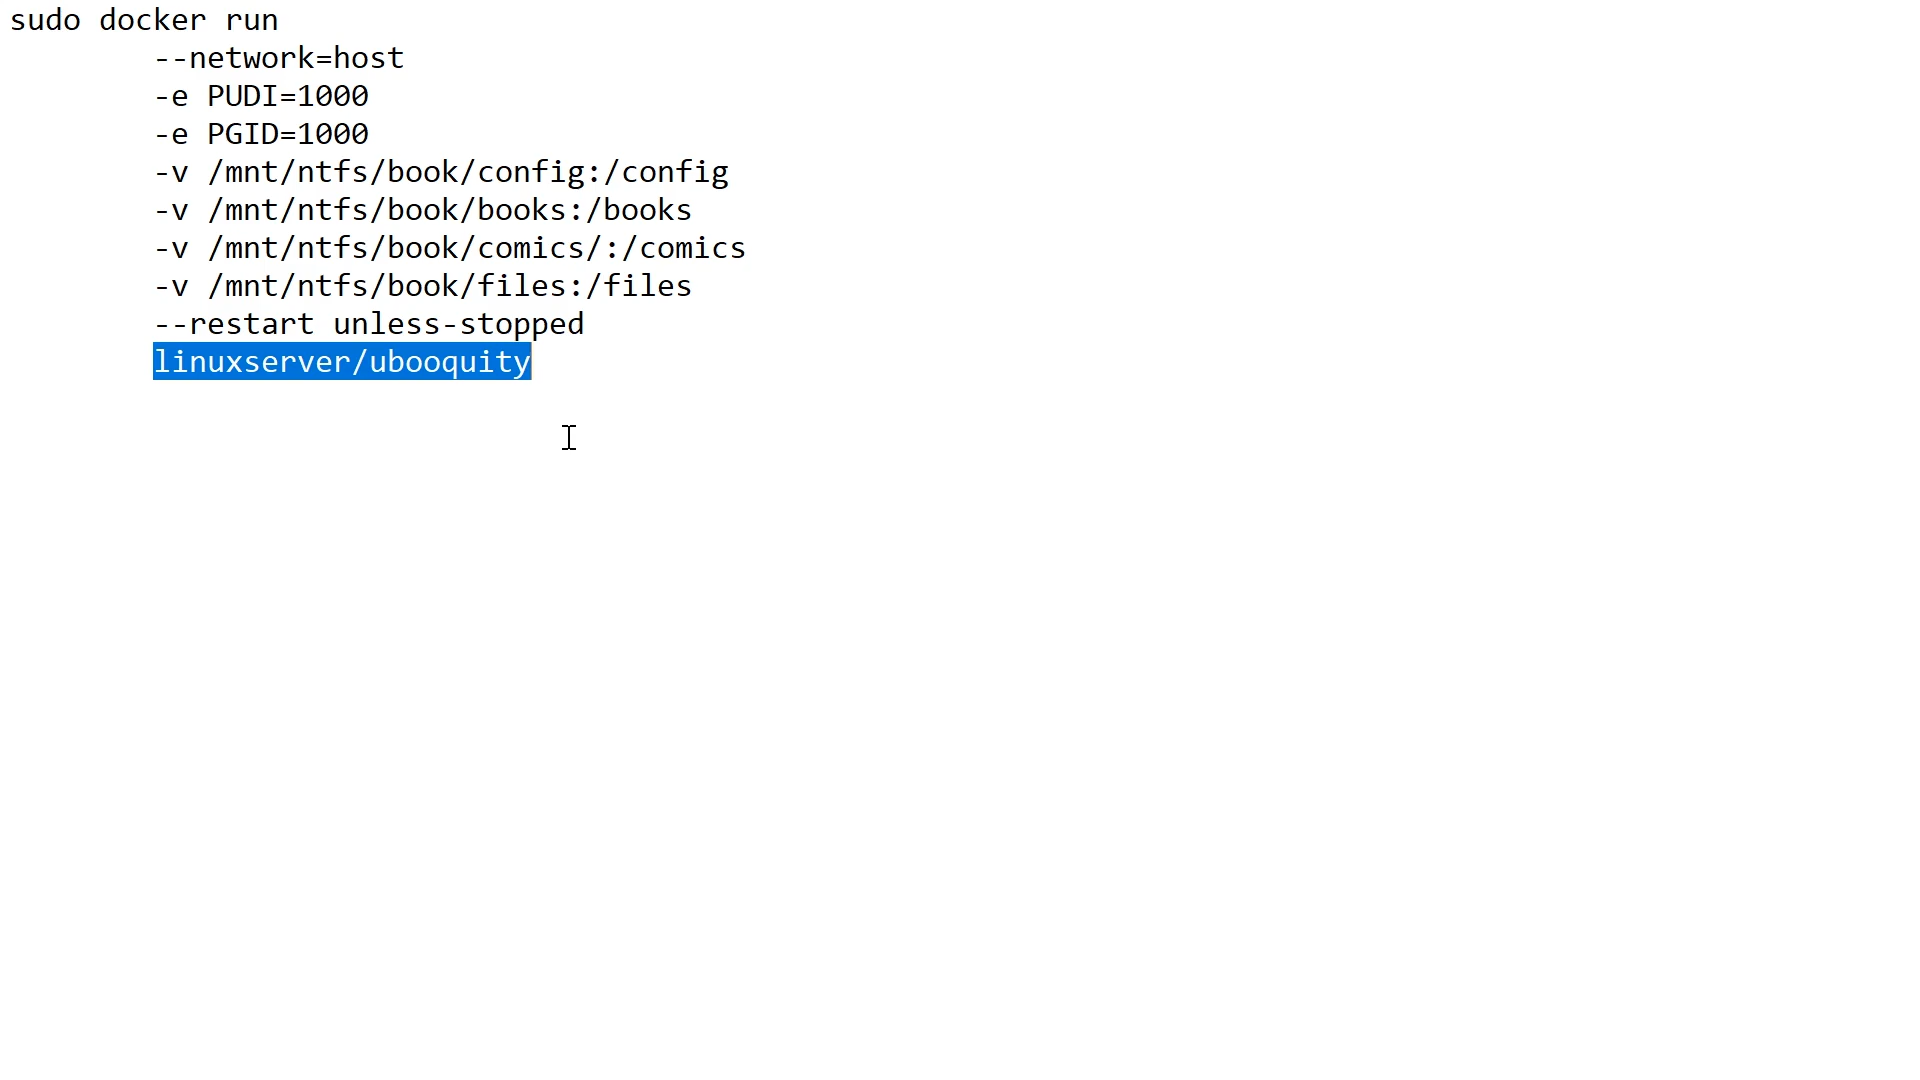 sudo docker run
--network=host
-e PUDI=1000
-e PGID=1000
-v /mnt/ntfs/book/config:/config
-v /mnt/ntfs/book/books:/books
-v /mnt/ntfs/book/comics/:/comics
-v /mnt/ntfs/book/files:/files
--restart unless-stopped
linuxserver/ubooquity